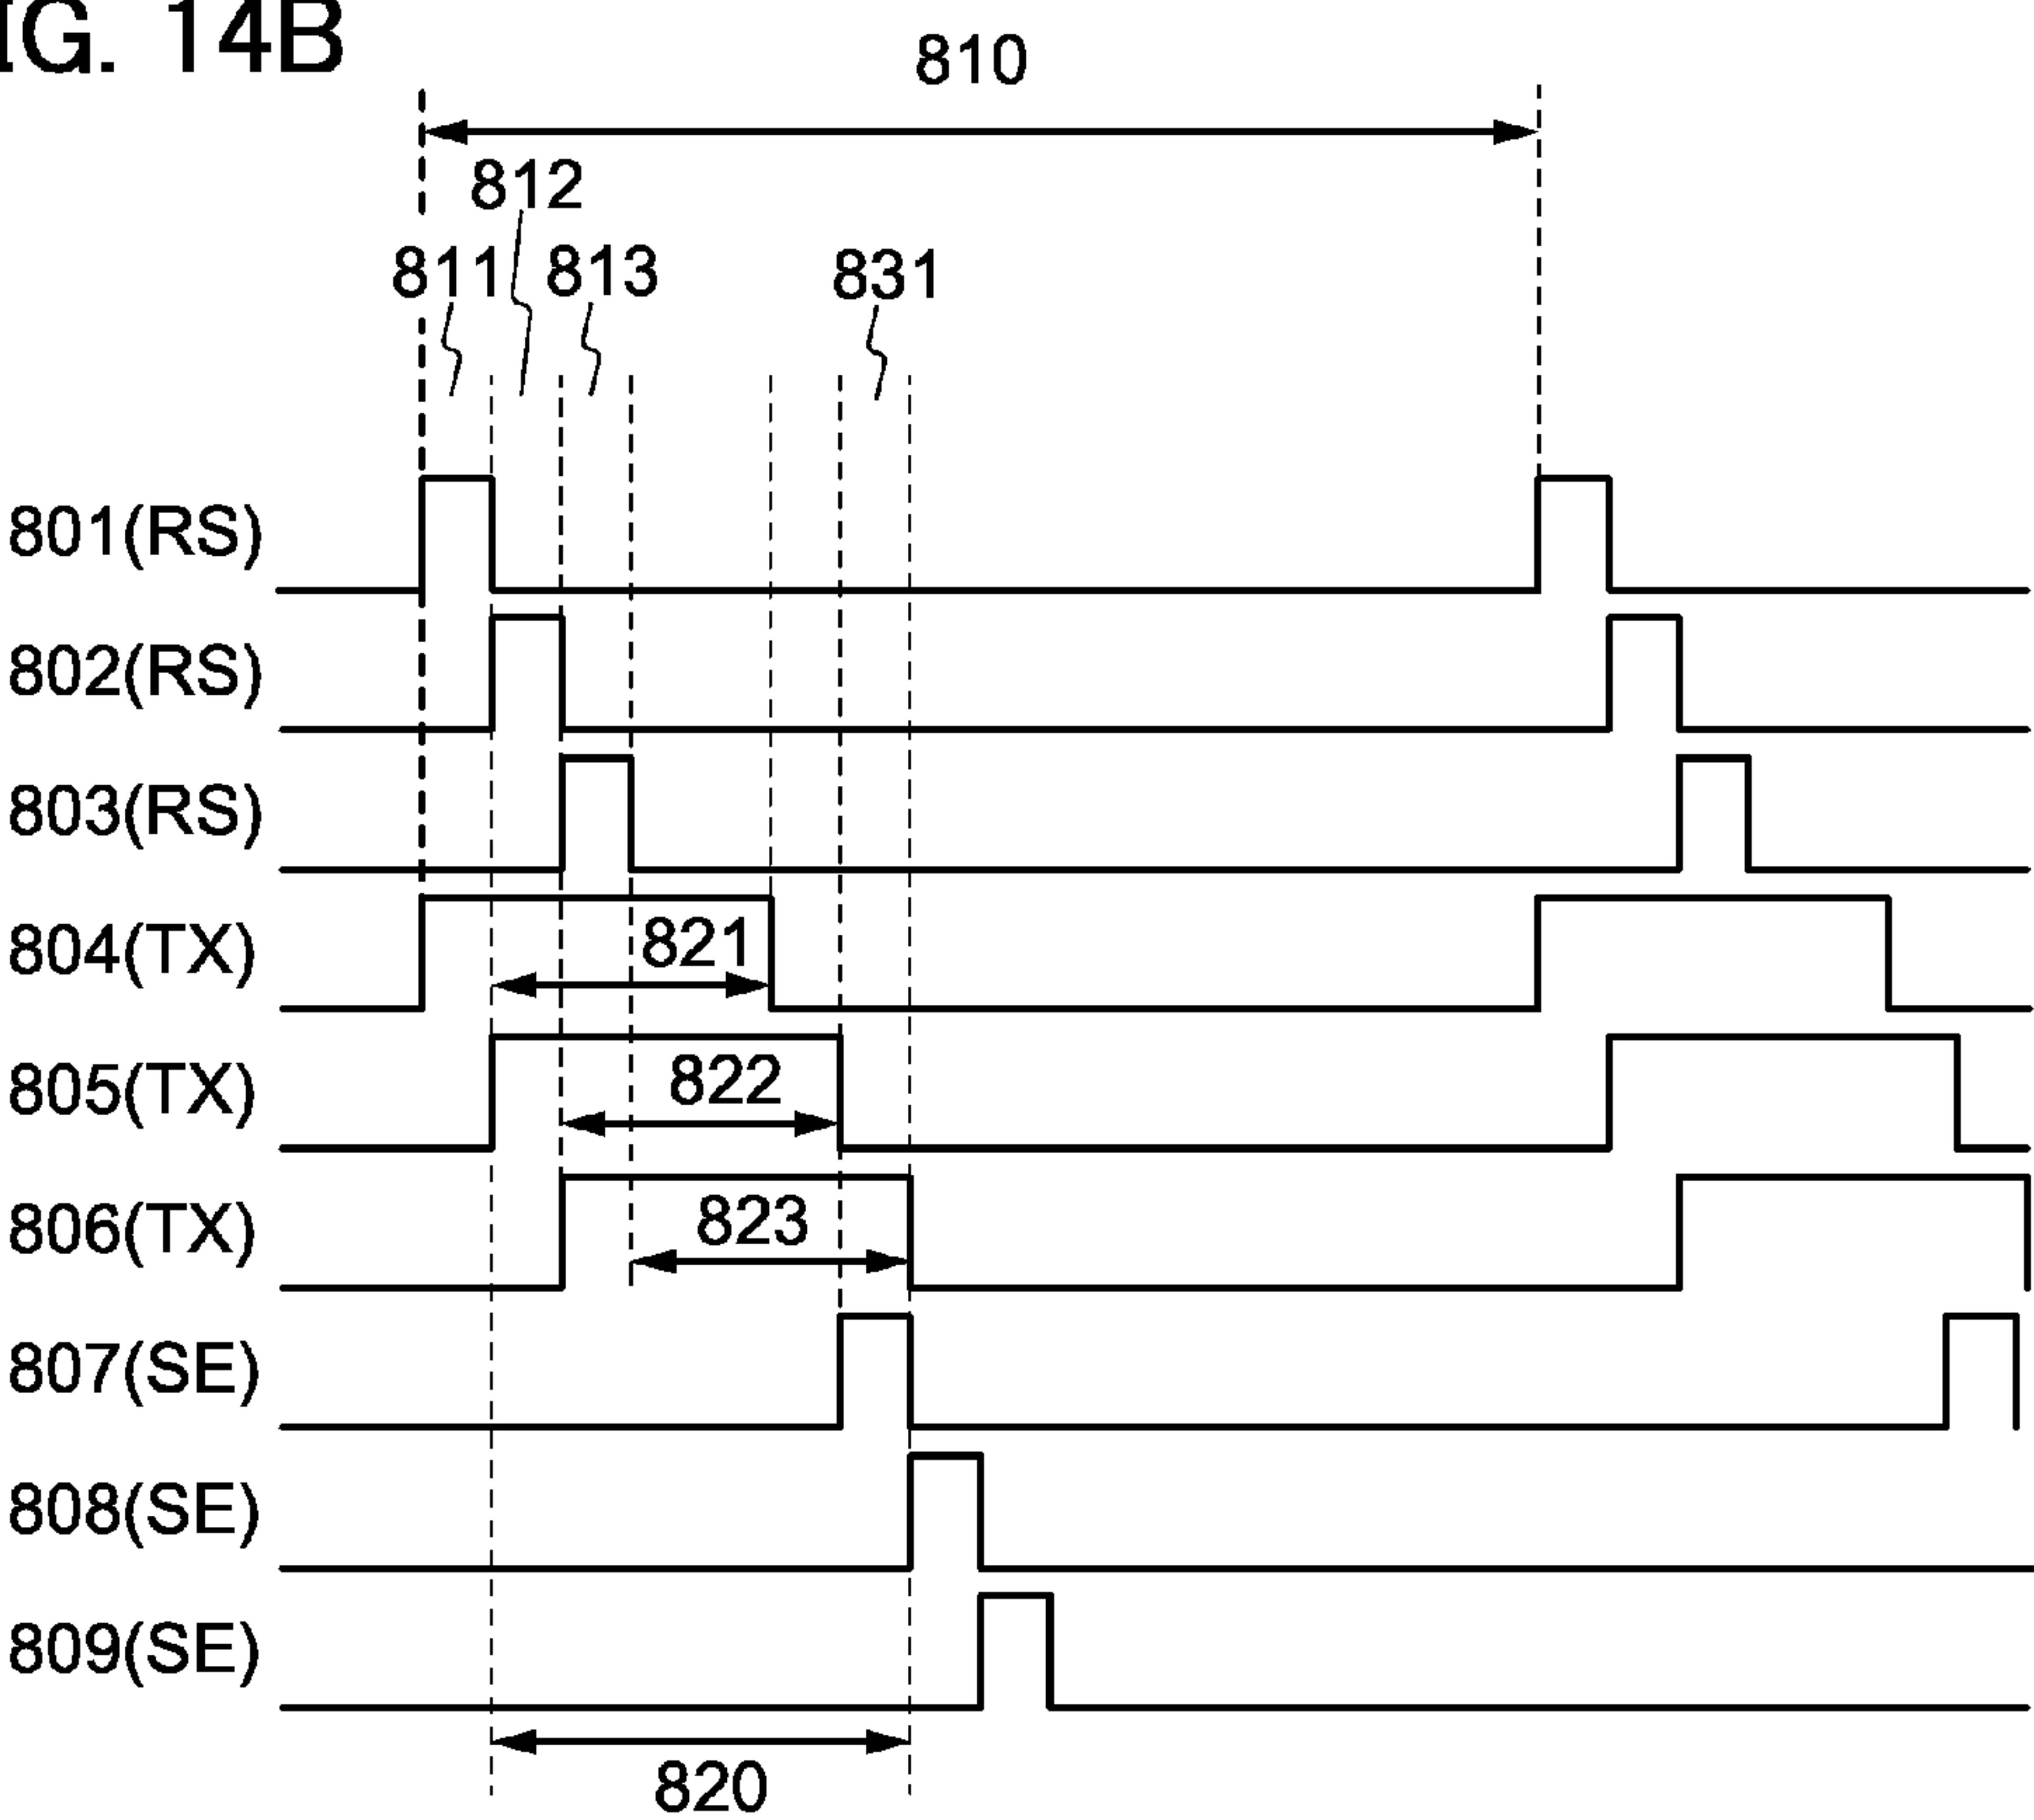 IG. 14B
810
812
811
813
831
801(RS)
802(RS)
803(RS)
804(TX)
821
805(TX)
822
806(TX)
823
807(SE)
808(SE)
809(SE)
820